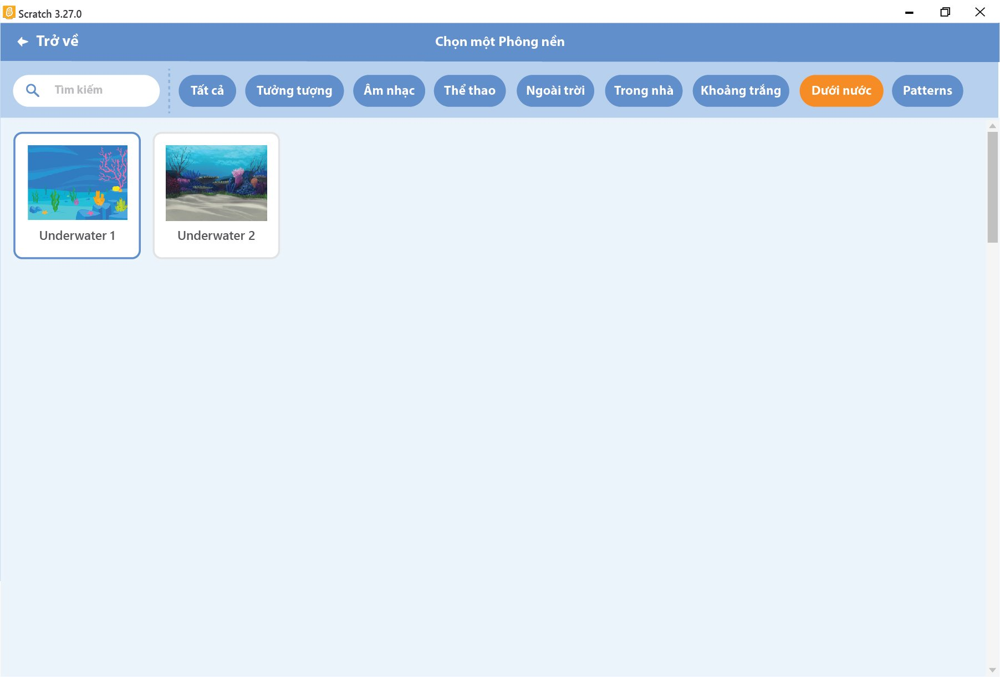 Scratch 3.27.0
Trở về
Chọn một Phông nền
Tìm kiếm
Tất cả
Tưởng tượng
Âm nhạc
Thể thao
Ngoài trời
Trong nhà
Khoảng trắng
Dưới nước
Patterns
Underwater 1
Underwater 2